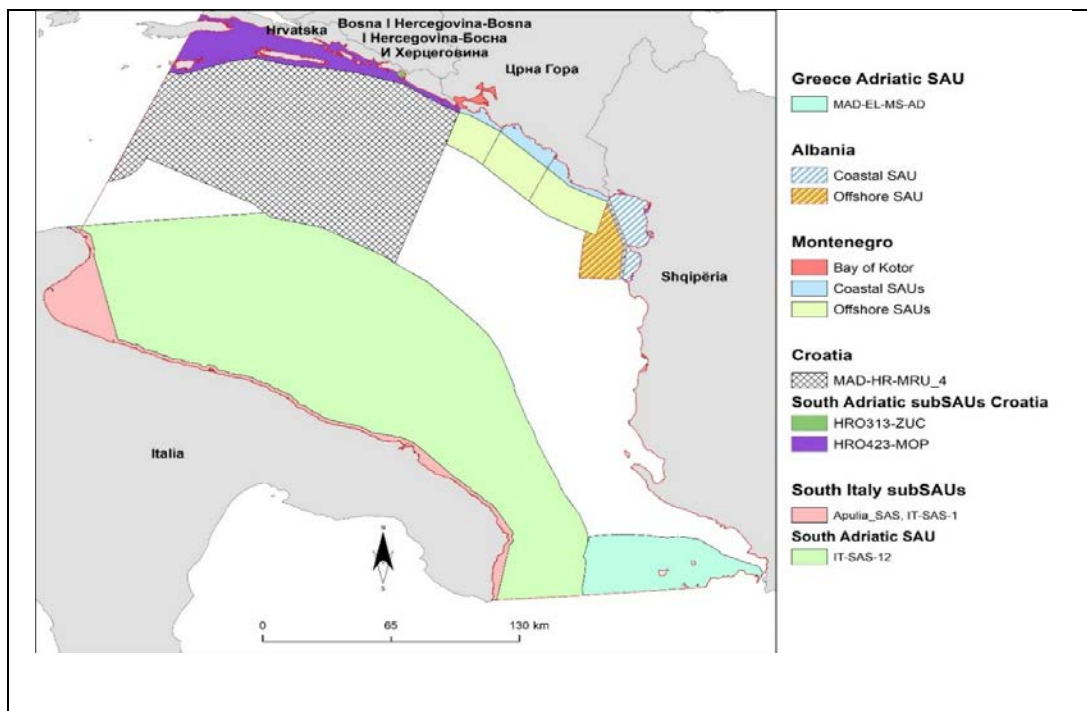 Hrvatska
Bosna I Hercegovina-Bosna
I Hercegovina-Босна
И Херцеговина
Црна Гора
Shqipëria
Italia
N
S
0 65 130 km
Greece Adriatic SAU
MAD-EL-MS-AD
Albania
Coastal SAU
Offshore SAU
Montenegro
Bay of Kotor
Coastal SAUs
Offshore SAUs
Croatia
MAD-HR-MRU_4
South Adriatic subSAUs Croatia
HRO313-ZUC
HRO423-MOP
South Italy subSAUs
Apulia_SAS, IT-SAS-1
South Adriatic SAU
IT-SAS-12